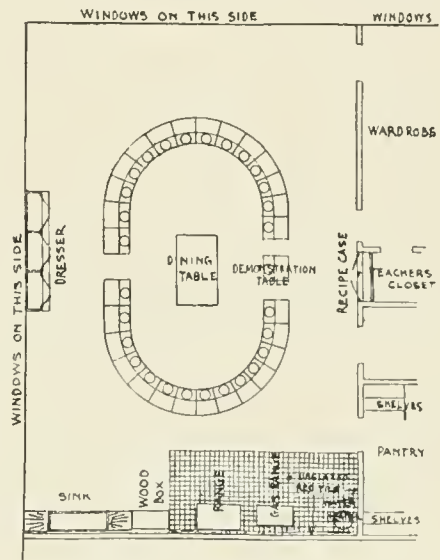 WINDOWS ON THIS SIDE
WINDOWS
WARDROBE
WINDOWS ON THIS SIDE
DRESSER
DINING
TABLE
DEMONSTRATION
TABLE
RECIPE CASE
TEACHERS
CLOSET
SHELVES
PANTRY
SINK
WOOD
BOX
RANGE
GAS RANGE
UNGLAZED
RED TILE
SHELVES